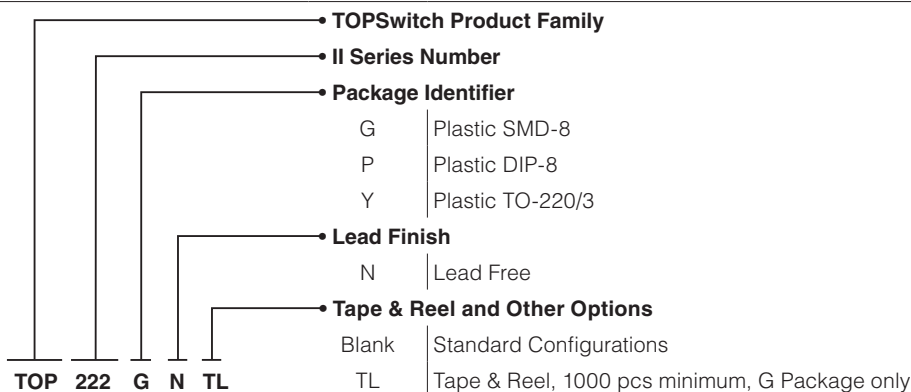 TOPSwitch Product Family
II Series Number
Package Identifier
G Plastic SMD-8
P Plastic DIP-8
Y Plastic TO-220/3
Lead Finish
N Lead Free
Tape & Reel and Other Options
Blank Standard Configurations
TOP 222 G N TL TL Tape & Reel, 1000 pcs minimum, G Package only